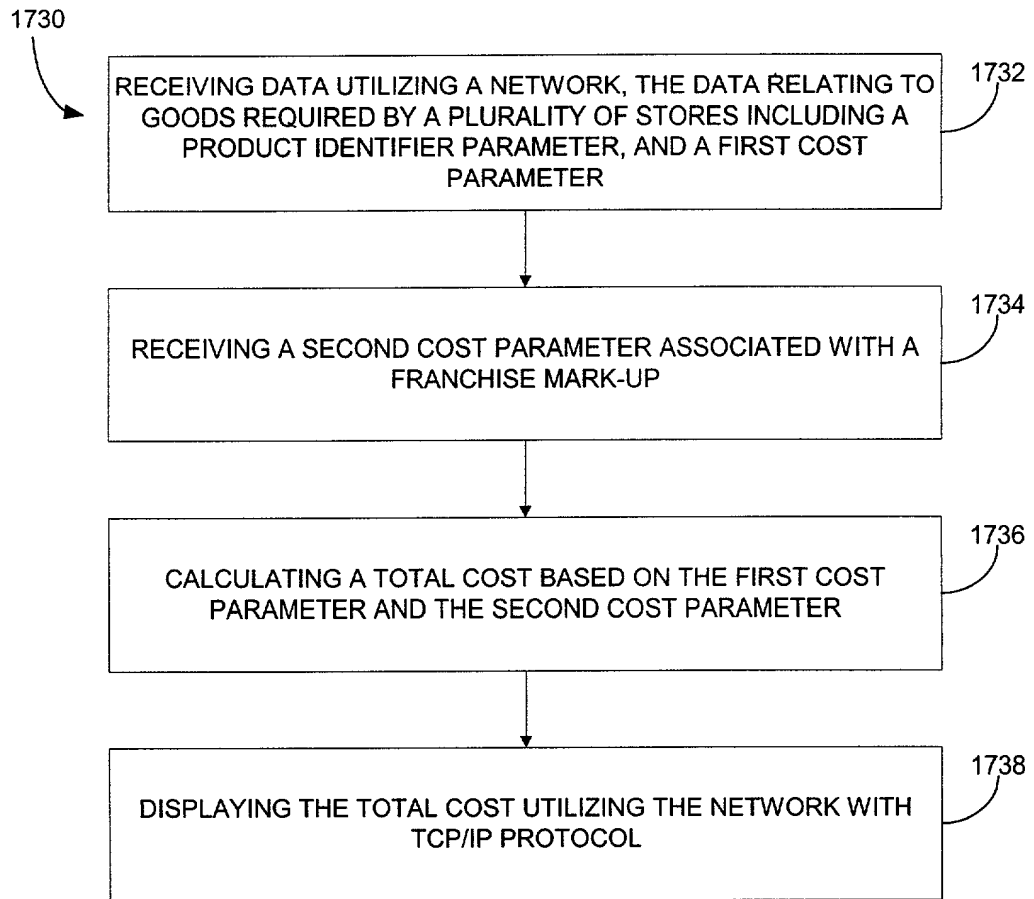 1730
RECEIVING DATA UTILIZING A NETWORK, THE DATA RELATING TO
GOODS REQUIRED BY A PLURALITY OF STORES INCLUDING A
PRODUCT IDENTIFIER PARAMETER, AND A FIRST COST
PARAMETER
1732
RECEIVING A SECOND COST PARAMETER ASSOCIATED WITH A
FRANCHISE MARK-UP
1734
CALCULATING A TOTAL COST BASED ON THE FIRST COST
PARAMETER AND THE SECOND COST PARAMETER
1736
DISPLAYING THE TOTAL COST UTILIZING THE NETWORK WITH
TCP/IP PROTOCOL
1738